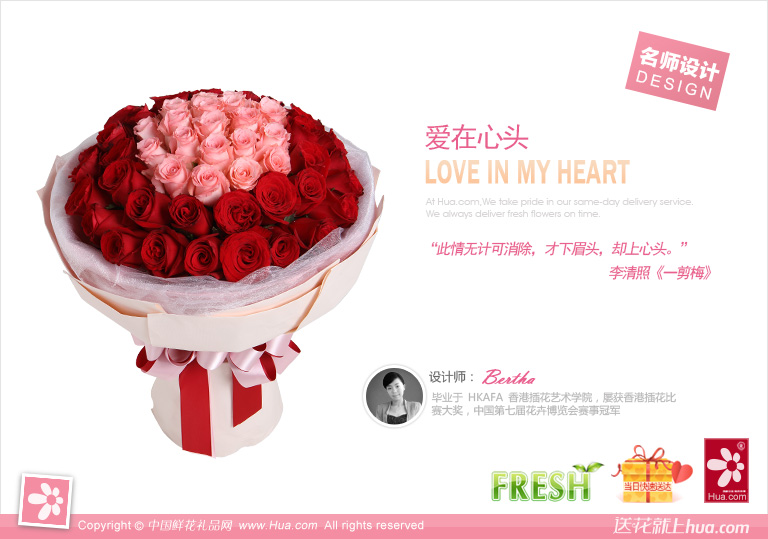 名师设计
DESIGN
爱在心头
LOVE IN MY HEART
At Hua.com,We take pride in our same-day delivery service.
We always deliver fresh flowers on time.
“此情无计可消除，才下眉头，却上心头。”
李清照《一剪梅》
设计师： Bertha
毕业于 HKAFA 香港插花艺术学院，屡获香港插花比
赛大奖，中国第七届花卉博览会赛事冠军
FRESH
当日快速送达
Hua.com
Copyright © 中国鲜花礼品网 www.Hua.com All rights reserved
送花就上hua.com